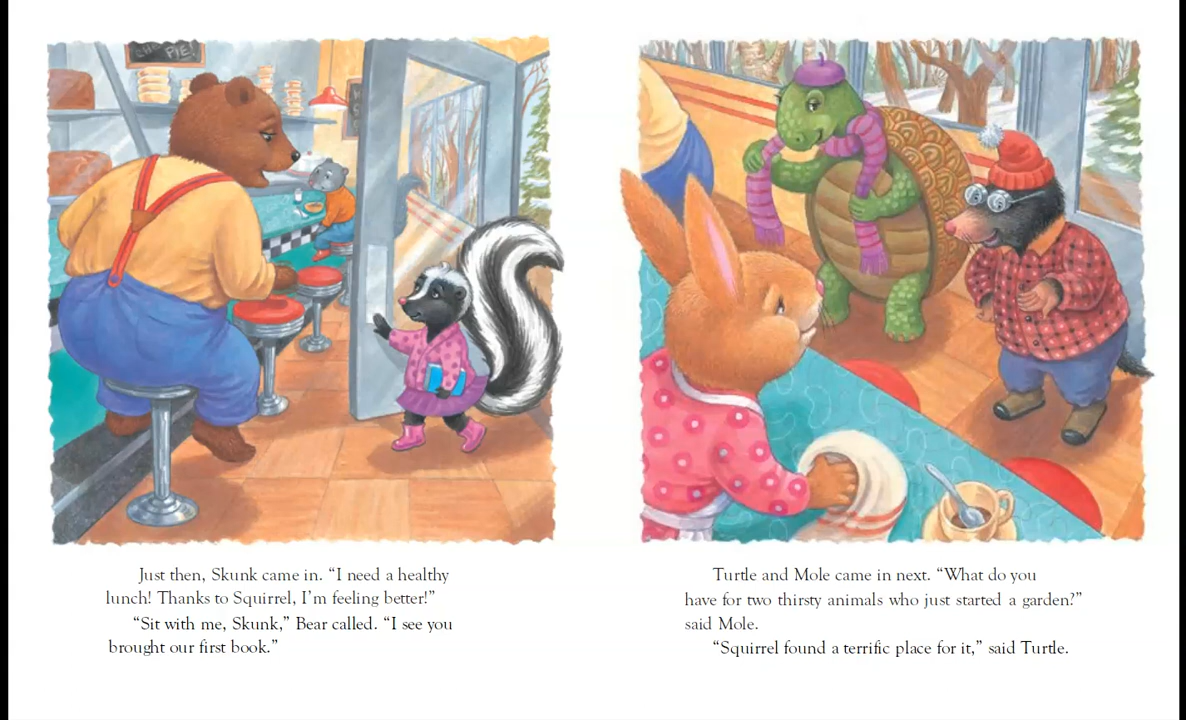 PIE!
Just then, Skunk came in. “I need a healthy
lunch! Thanks to Squirrel, I’m feeling better!”
“Sit with me, Skunk,” Bear called. “I see you
brought our first book.”
Turtle and Mole came in next. “What do you
have for two thirsty animals who just started a garden?”
said Mole.
“Squirrel found a terrific place for it,” said Turtle.